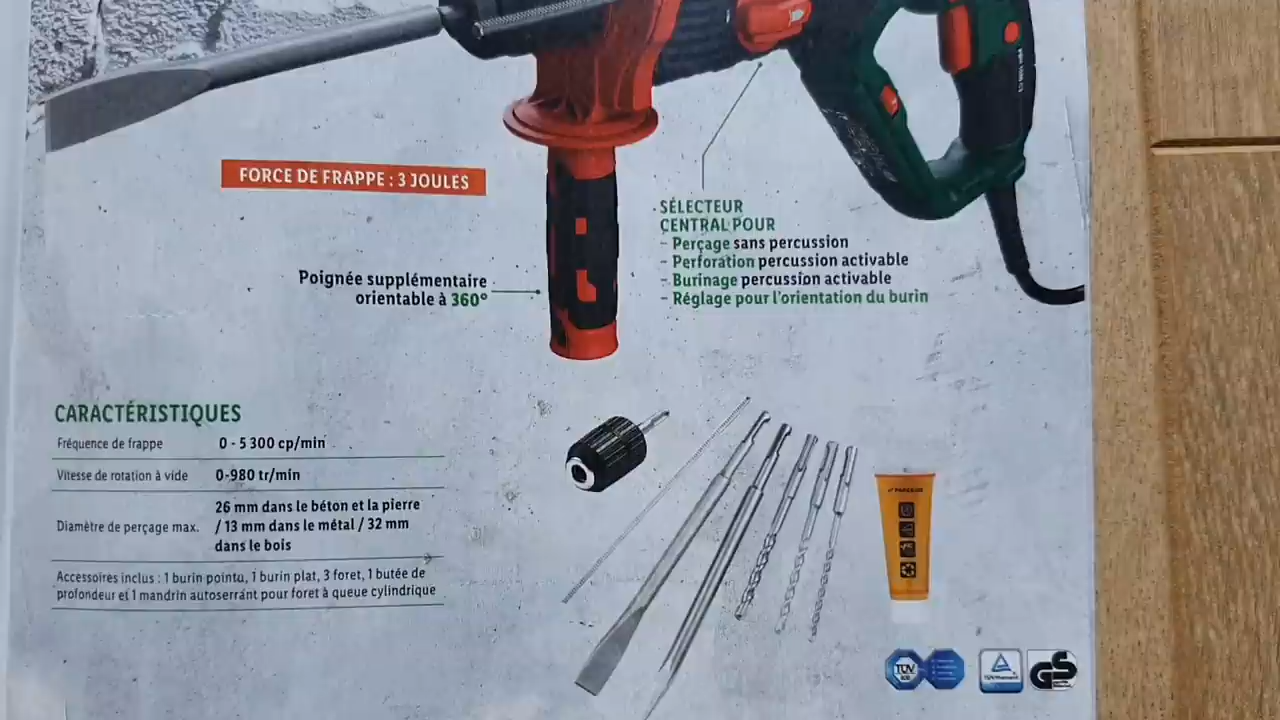 FORCE DE FRAPPE : 3 JOULES
SÉLECTEUR
CENTRAL POUR
- Perçage sans percussion
- Perforation percussion activable
- Burinage percussion activable
- Réglage pour l'orientation du burin
Poignée supplémentaire
orientable à 360°
CARACTÉRISTIQUES
Fréquence de frappe 0 - 5 300 cp/min
Vitesse de rotation à vide 0-980 tr/min
Diamètre de perçage max. 26 mm dans le béton et la pierre
/ 13 mm dans le métal / 32 mm
dans le bois
Accessoires inclus : 1 burin pointu, 1 burin plat, 3 foret, 1 butée de
profondeur et 1 mandrin autoserrant pour foret à queue cylindrique
PARKSIDE
TÜV
SÜD
TÜVRheinland
GS